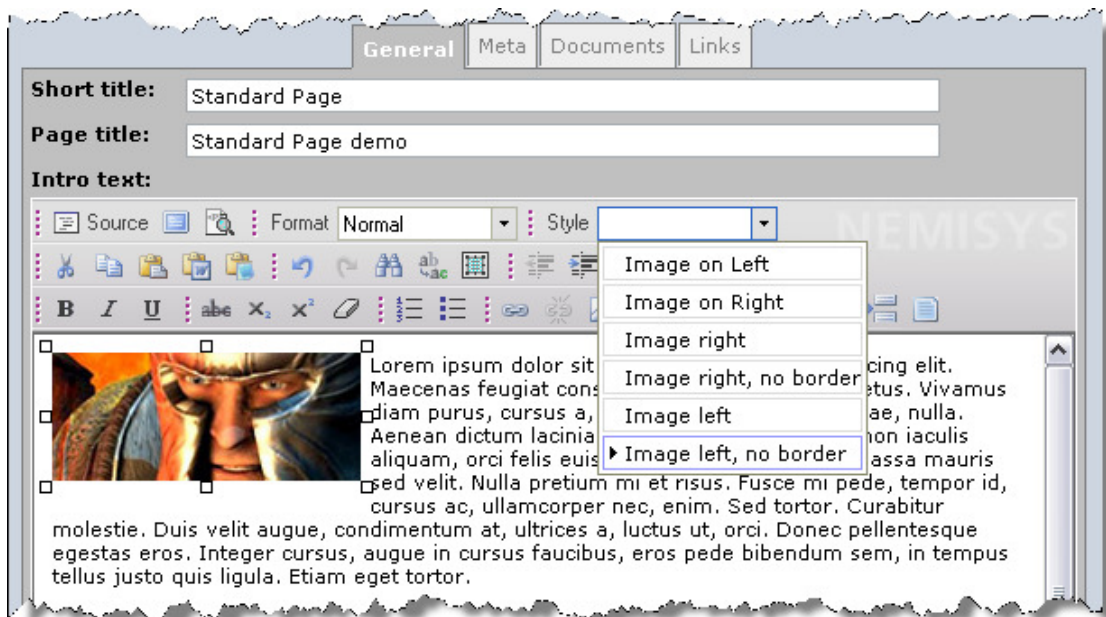 General Meta Documents Links
Short title: Standard Page
Page title: Standard Page demo
Intro text:
Source Format Normal Style NEMISYS
B I U abc X₂ X²
Image on Left
Image on Right
Image right
Image right, no border
Image left
Image left, no border
Lorem ipsum dolor sit cing elit.
Maecenas feugiat cons etus. Vivamus
diam purus, cursus a, ae, nulla.
Aenean dictum lacinia non iaculis
aliquam, orci felis euis assa mauris
sed velit. Nulla pretium mi et risus. Fusce mi pede, tempor id,
cursus ac, ullamcorper nec, enim. Sed tortor. Curabitur
molestie. Duis velit augue, condimentum at, ultrices a, luctus ut, orci. Donec pellentesque
egestas eros. Integer cursus, augue in cursus faucibus, eros pede bibendum sem, in tempus
tellus justo quis ligula. Etiam eget tortor.